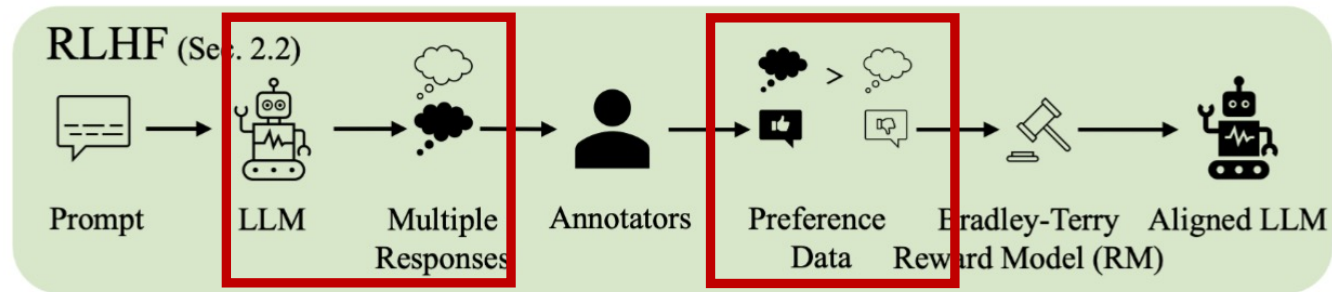 RLHF (Sec. 2.2)
>
Prompt
LLM
Multiple
Responses
Annotators
Preference
Data
Bradley-Terry
Reward Model (RM)
Aligned LLM